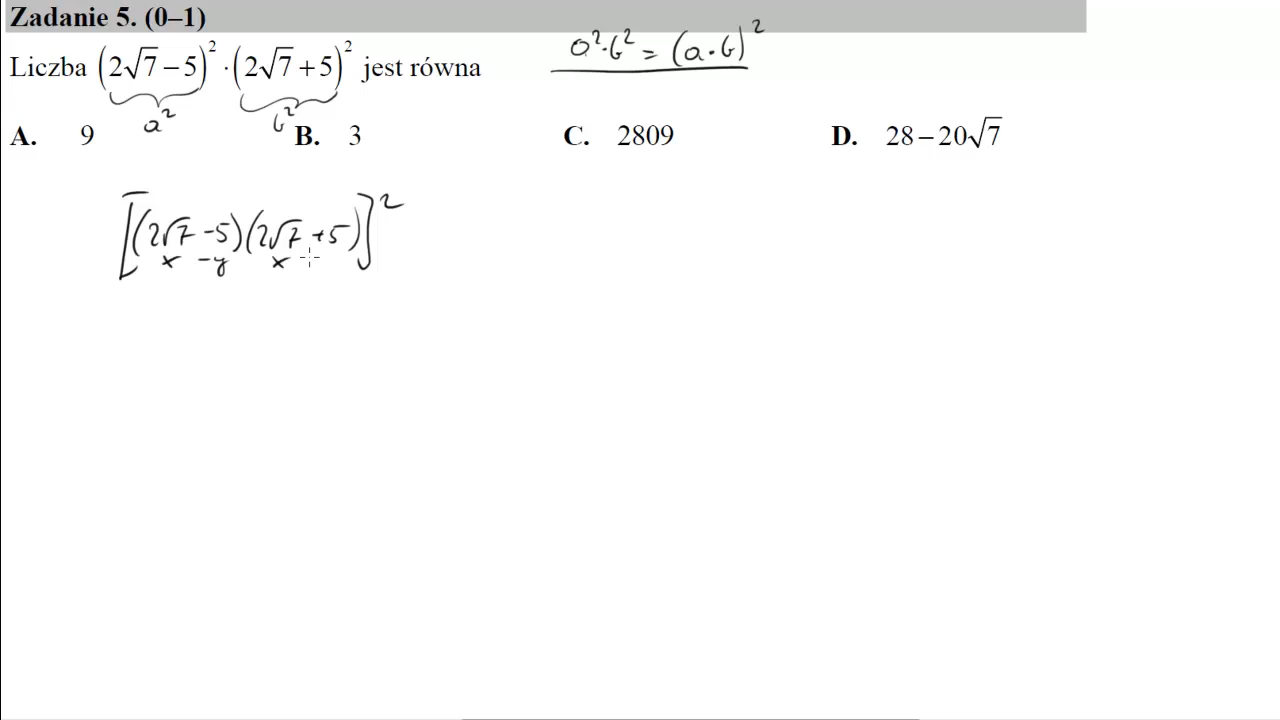 Zadanie 5. (0–1)
a²·b² = (a·b)²
Liczba (2√7 − 5)² · (2√7 + 5)² jest równa
a² b²
A. 9 B. 3 C. 2809 D. 28 − 20√7
[(2√7 − 5)(2√7 + 5)]²
x −y x